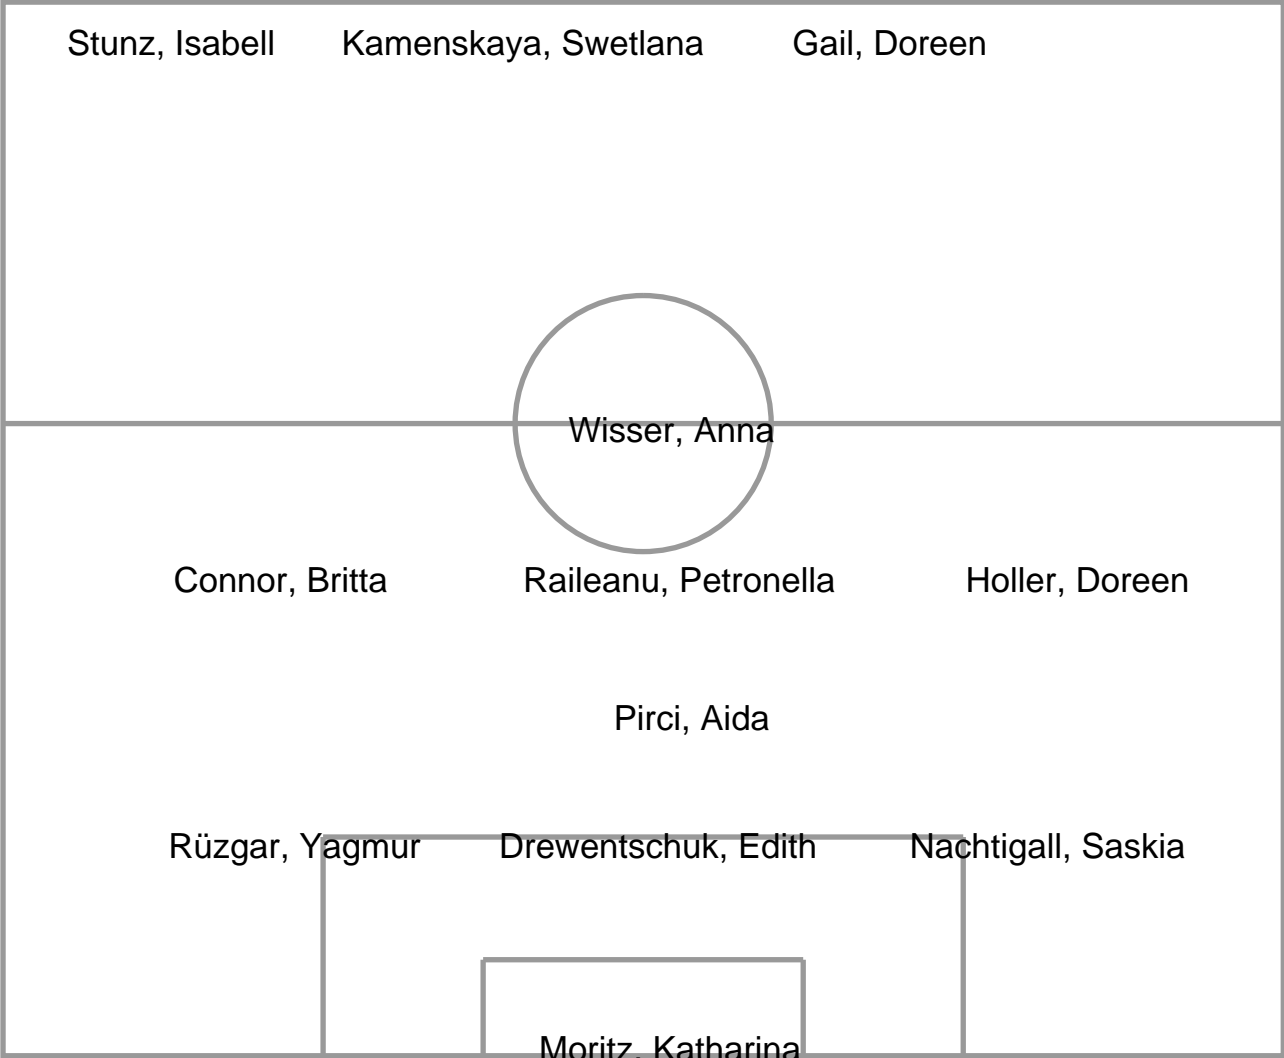 Stunz, Isabell Kamenskaya, Swetlana Gail, Doreen
Wisser, Anna
Connor, Britta Raileanu, Petronella Holler, Doreen
Pirci, Aida
Rüzgar, Yagmur Drewentschuk, Edith Nachtigall, Saskia
Moritz, Katharina